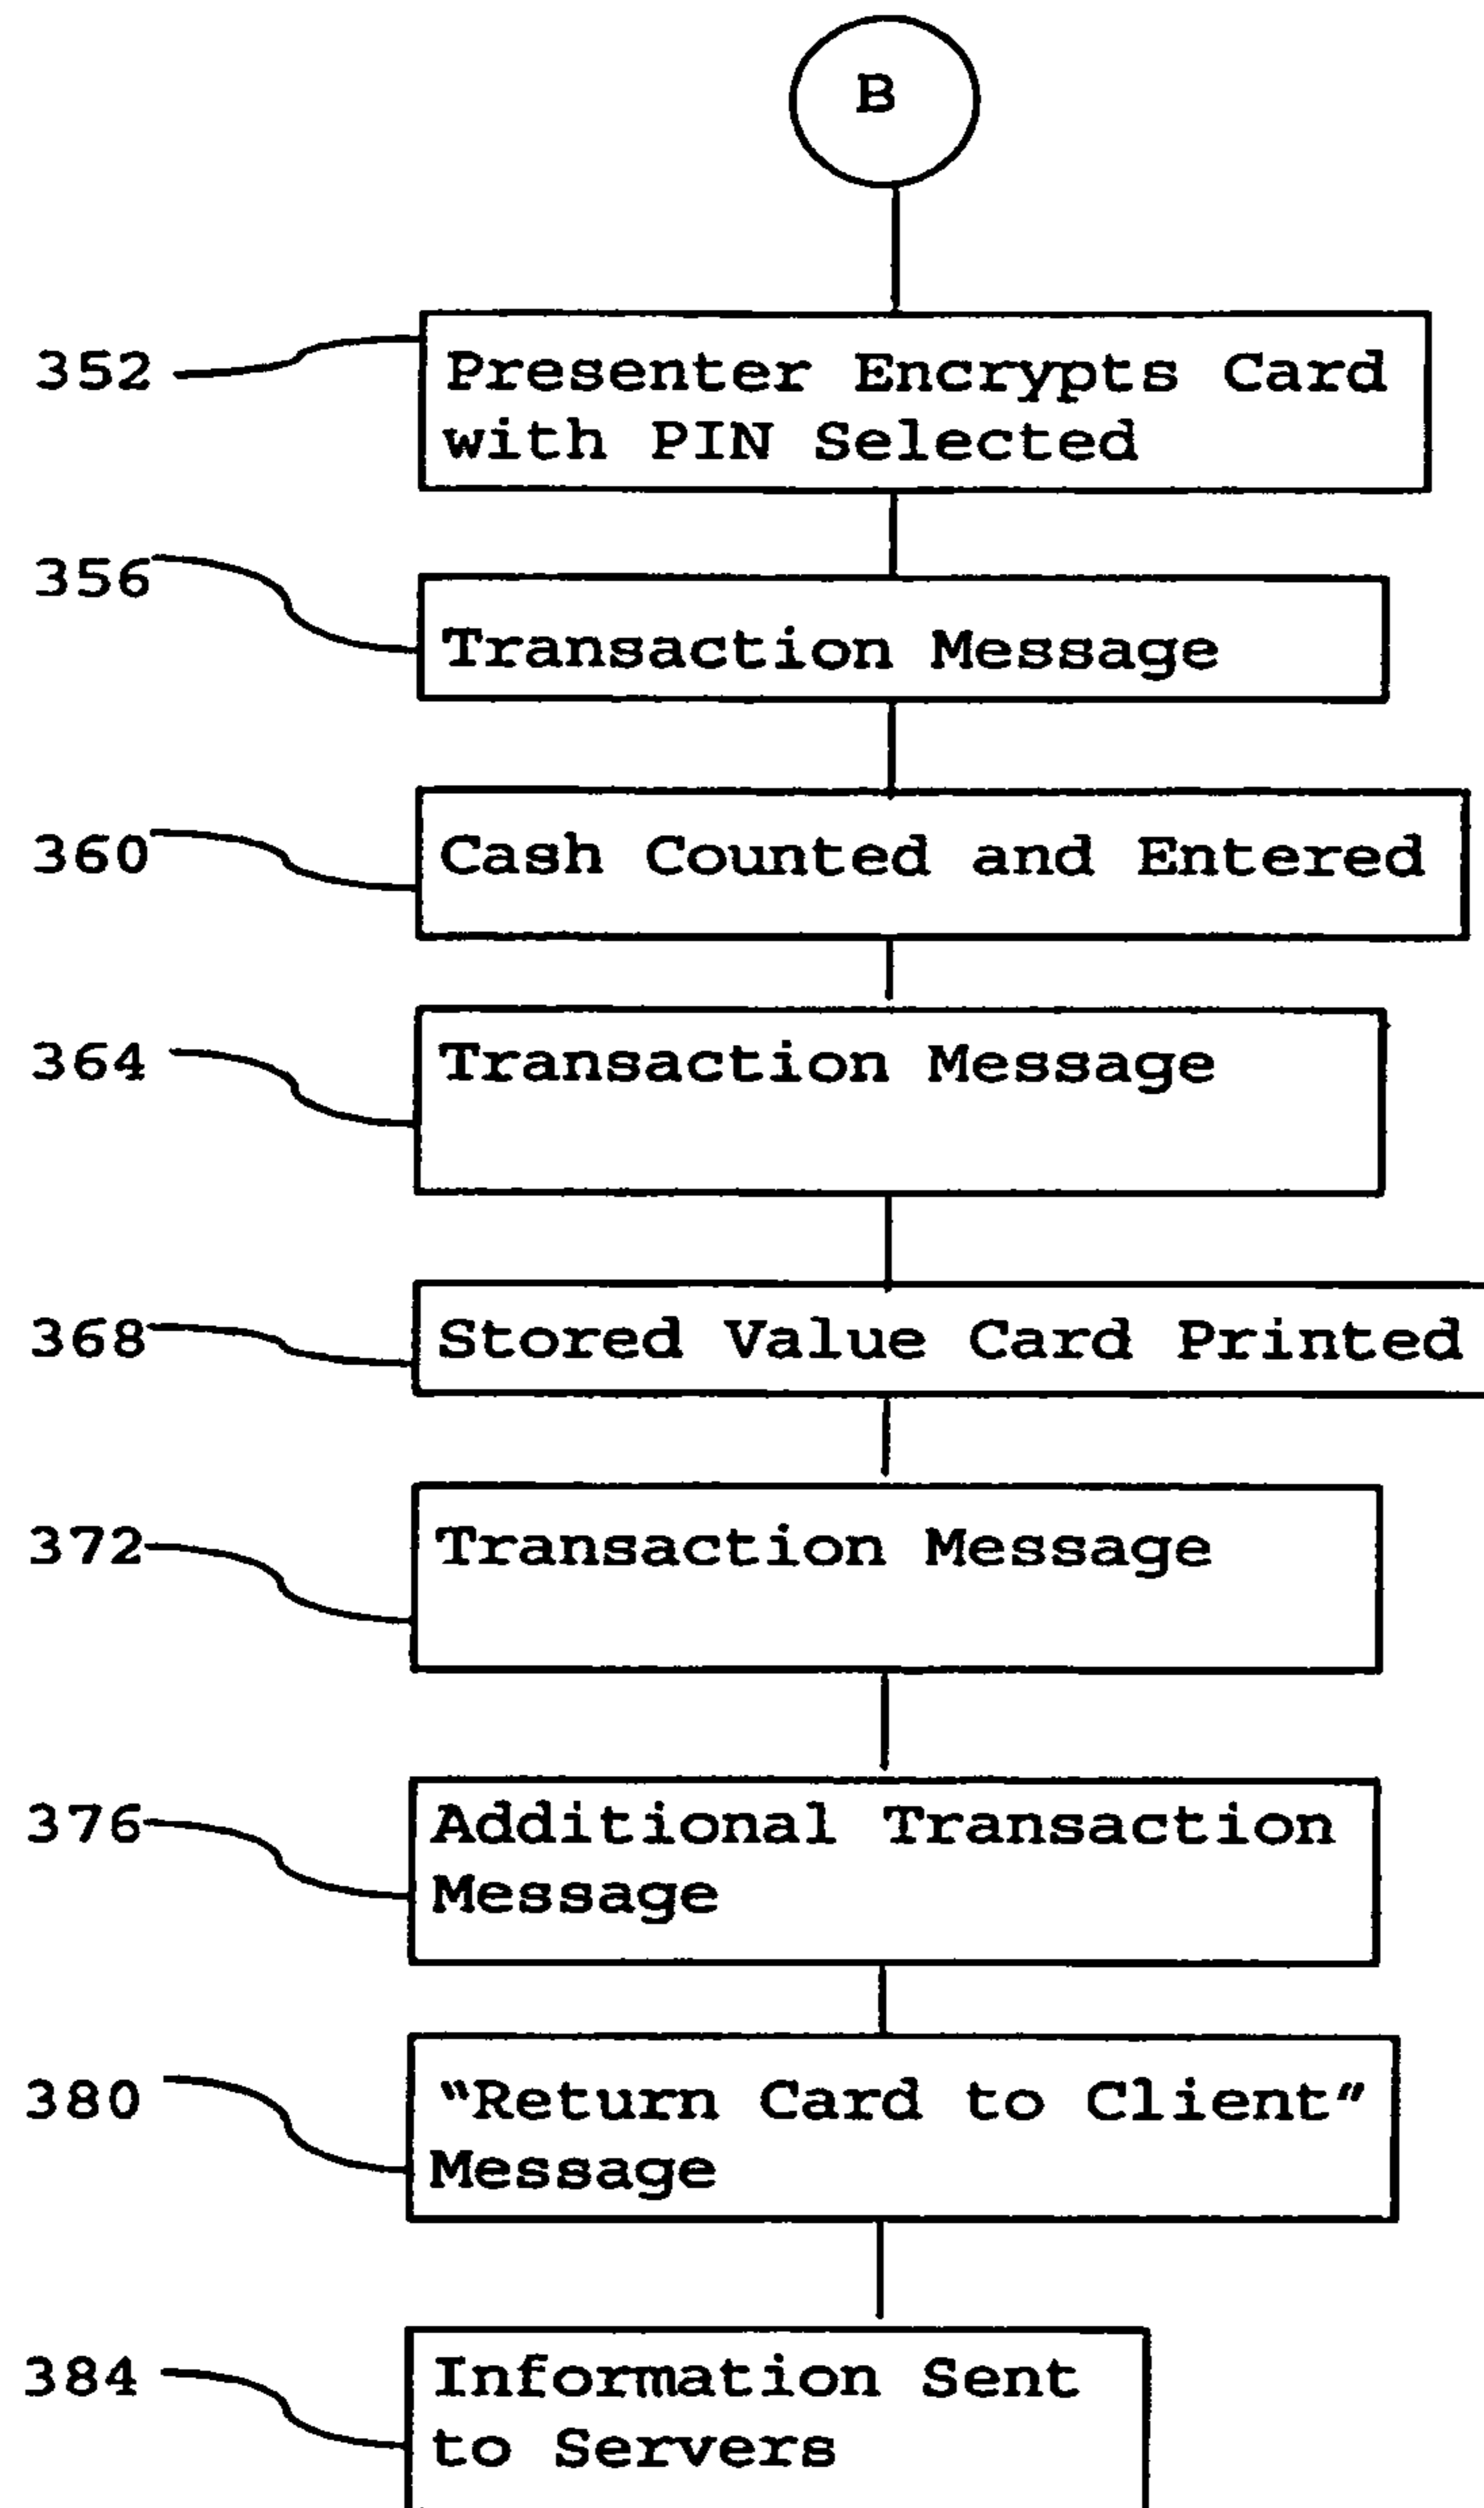 B
352
Presenter Encrypts Card
with PIN Selected
356
Transaction Message
360
Cash Counted and Entered
364
Transaction Message
368
Stored Value Card Printed
372
Transaction Message
376
Additional Transaction
Message
380
“Return Card to Client”
Message
384
Information Sent
to Servers